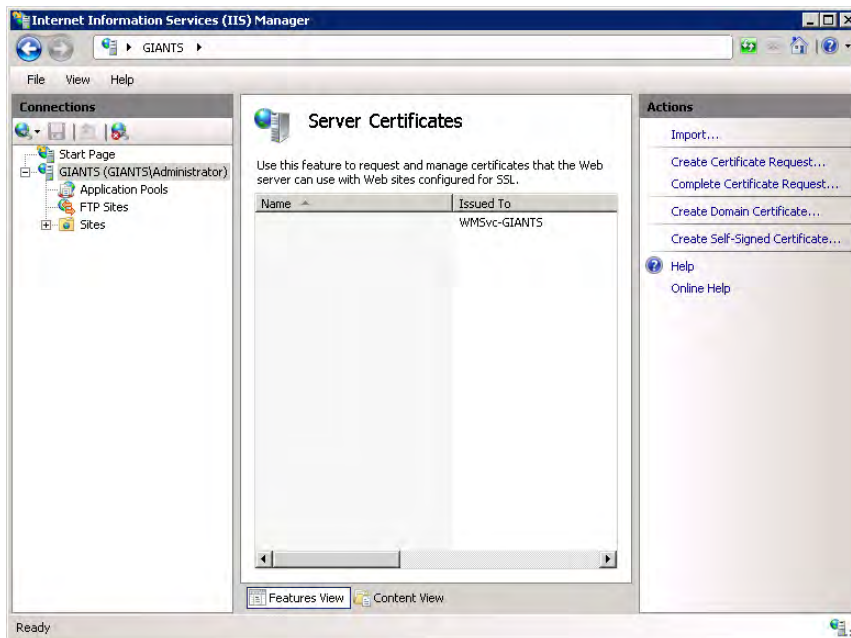 Internet Information Services (IIS) Manager
GIANTS
File View Help
Connections
Start Page
GIANTS (GIANTS\Administrator)
Application Pools
FTP Sites
Sites
Server Certificates
Use this feature to request and manage certificates that the Web
server can use with Web sites configured for SSL.
Name Issued To
WMSvc-GIANTS
Features View Content View
Actions
Import...
Create Certificate Request...
Complete Certificate Request...
Create Domain Certificate...
Create Self-Signed Certificate...
Help
Online Help
Ready